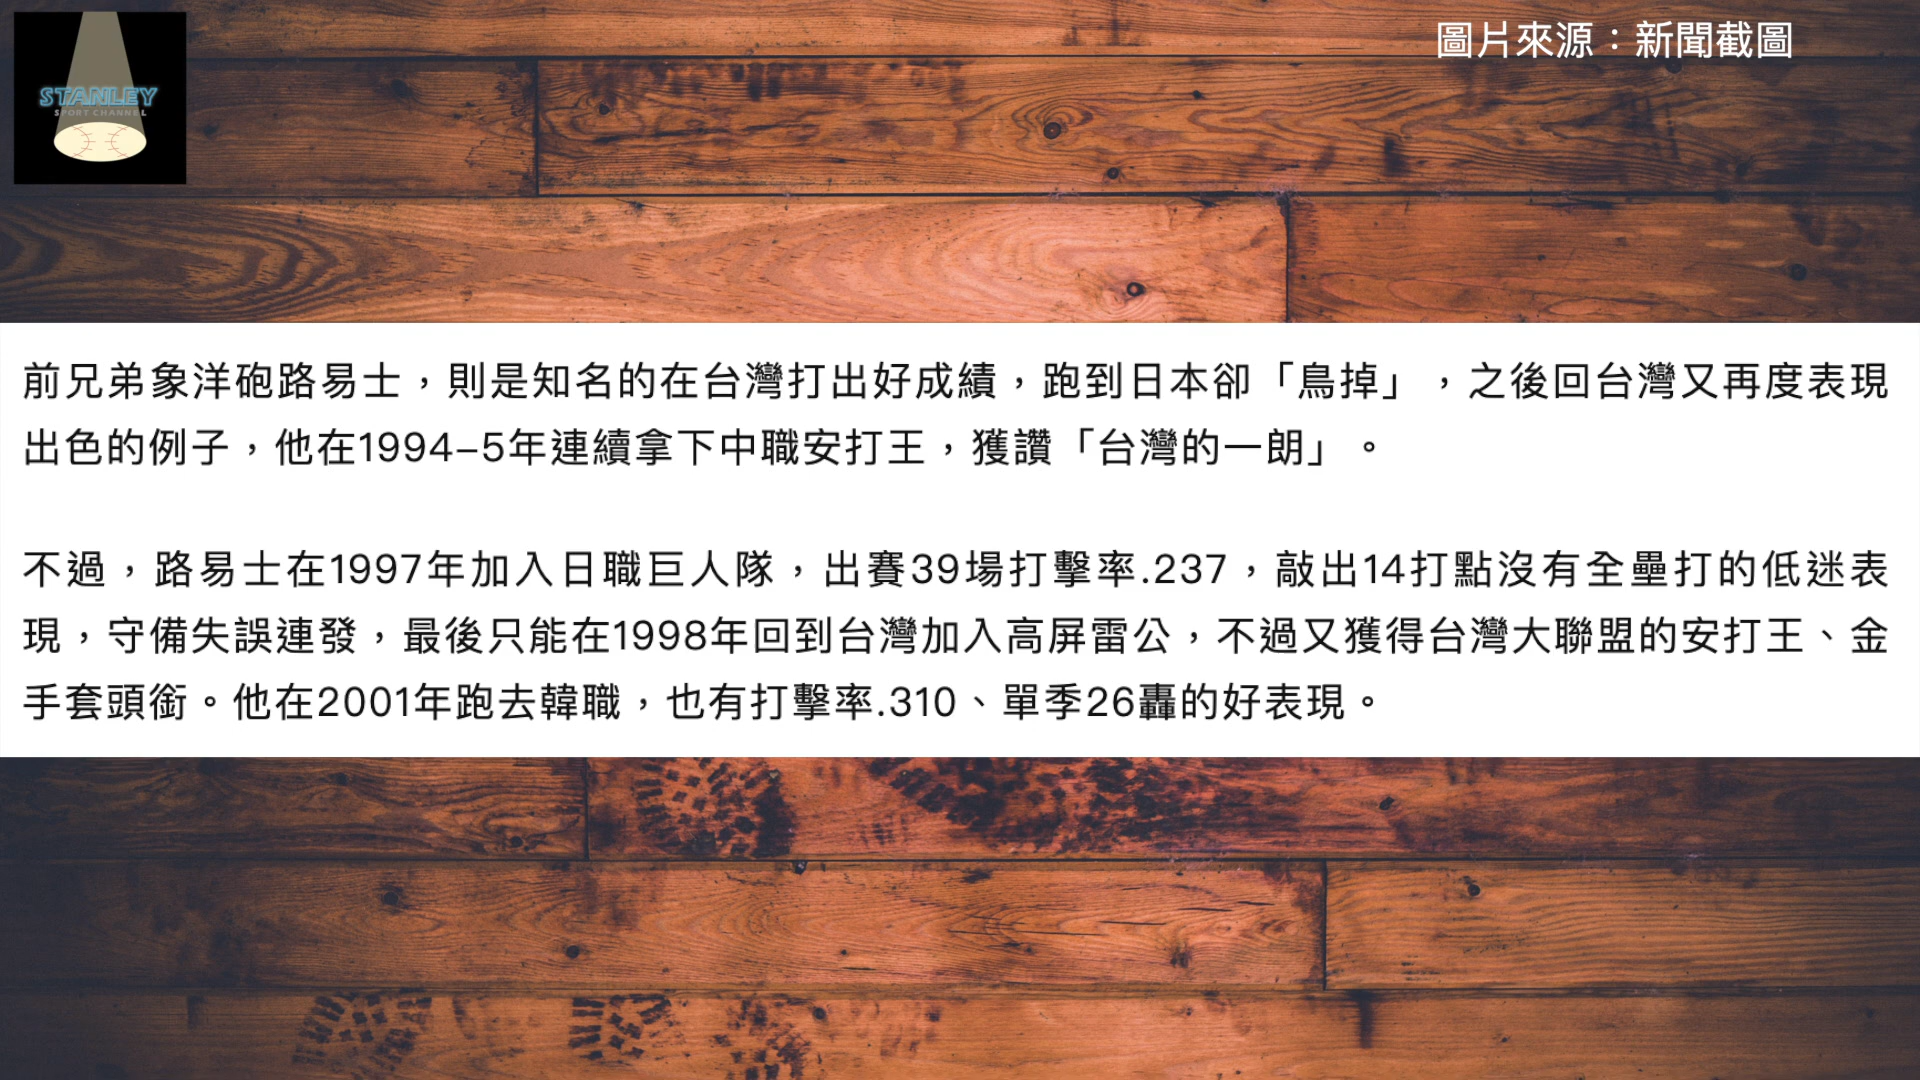 STANLEY
SPORT CHANNEL
圖片來源：新聞截圖
前兄弟象洋砲路易士，則是知名的在台灣打出好成績，跑到日本卻「鳥掉」，之後回台灣又再度表現
出色的例子，他在1994–5年連續拿下中職安打王，獲讚「台灣的一朗」。
不過，路易士在1997年加入日職巨人隊，出賽39場打擊率.237，敲出14打點沒有全壘打的低迷表
現，守備失誤連發，最後只能在1998年回到台灣加入高屏雷公，不過又獲得台灣大聯盟的安打王、金
手套頭銜。他在2001年跑去韓職，也有打擊率.310、單季26轟的好表現。